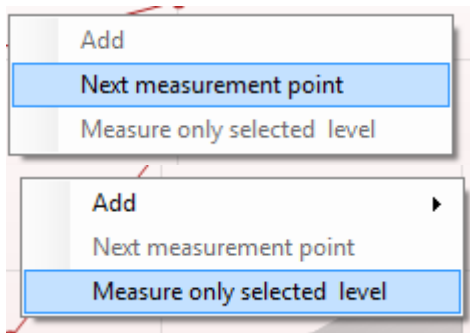 Add
Next measurement point
Measure only selected  level
Add
Next measurement point
Measure only selected  level